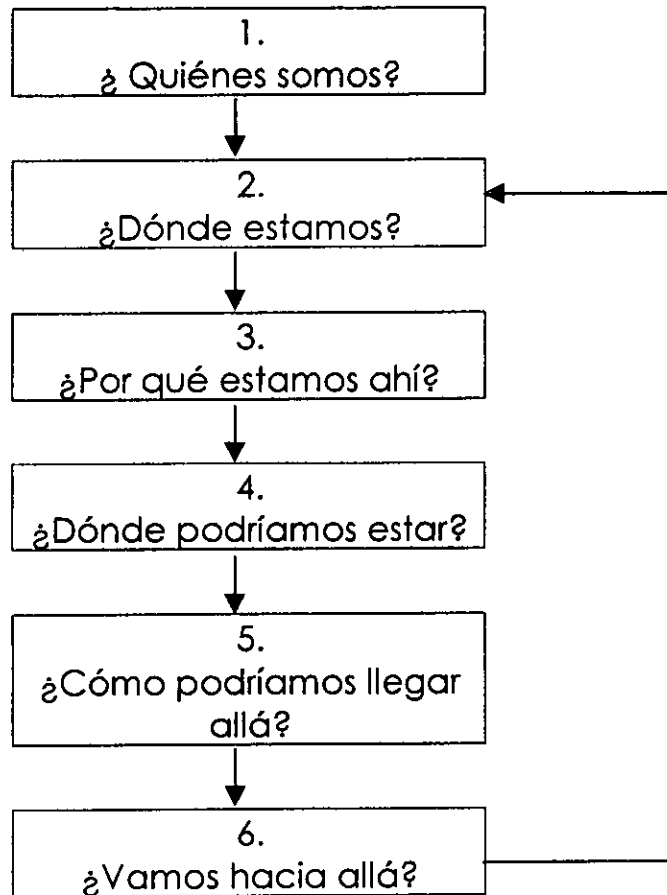 1.
¿ Quiénes somos?
2.
¿Dónde estamos?
3.
¿Por qué estamos ahí?
4.
¿Dónde podríamos estar?
5.
¿Cómo podríamos llegar
allá?
6.
¿Vamos hacia allá?